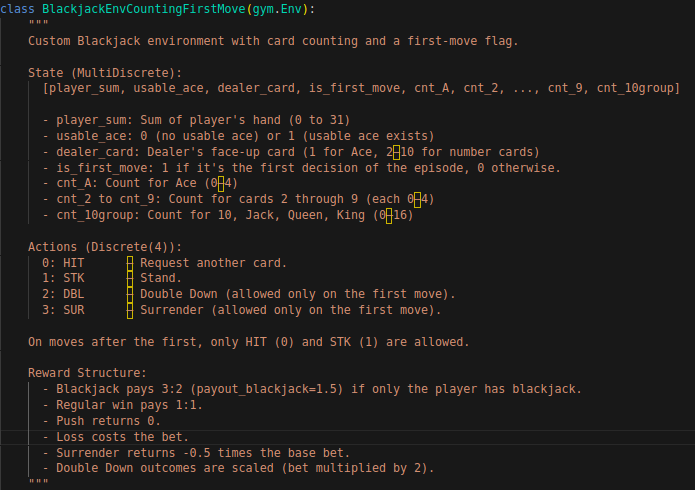 class BlackjackEnvCountingFirstMove(gym.Env):
"""
Custom Blackjack environment with card counting and a first-move flag.
State (MultiDiscrete):
[player_sum, usable_ace, dealer_card, is_first_move, cnt_A, cnt_2, ..., cnt_9, cnt_10group]
- player_sum: Sum of player's hand (0 to 31)
- usable_ace: 0 (no usable ace) or 1 (usable ace exists)
- dealer_card: Dealer's face-up card (1 for Ace, 2–10 for number cards)
- is_first_move: 1 if it's the first decision of the episode, 0 otherwise.
- cnt_A: Count for Ace (0–4)
- cnt_2 to cnt_9: Count for cards 2 through 9 (each 0–4)
- cnt_10group: Count for 10, Jack, Queen, King (0–16)
Actions (Discrete(4)):
0: HIT – Request another card.
1: STK – Stand.
2: DBL – Double Down (allowed only on the first move).
3: SUR – Surrender (allowed only on the first move).
On moves after the first, only HIT (0) and STK (1) are allowed.
Reward Structure:
- Blackjack pays 3:2 (payout_blackjack=1.5) if only the player has blackjack.
- Regular win pays 1:1.
- Push returns 0.
- Loss costs the bet.
- Surrender returns -0.5 times the base bet.
- Double Down outcomes are scaled (bet multiplied by 2).
"""